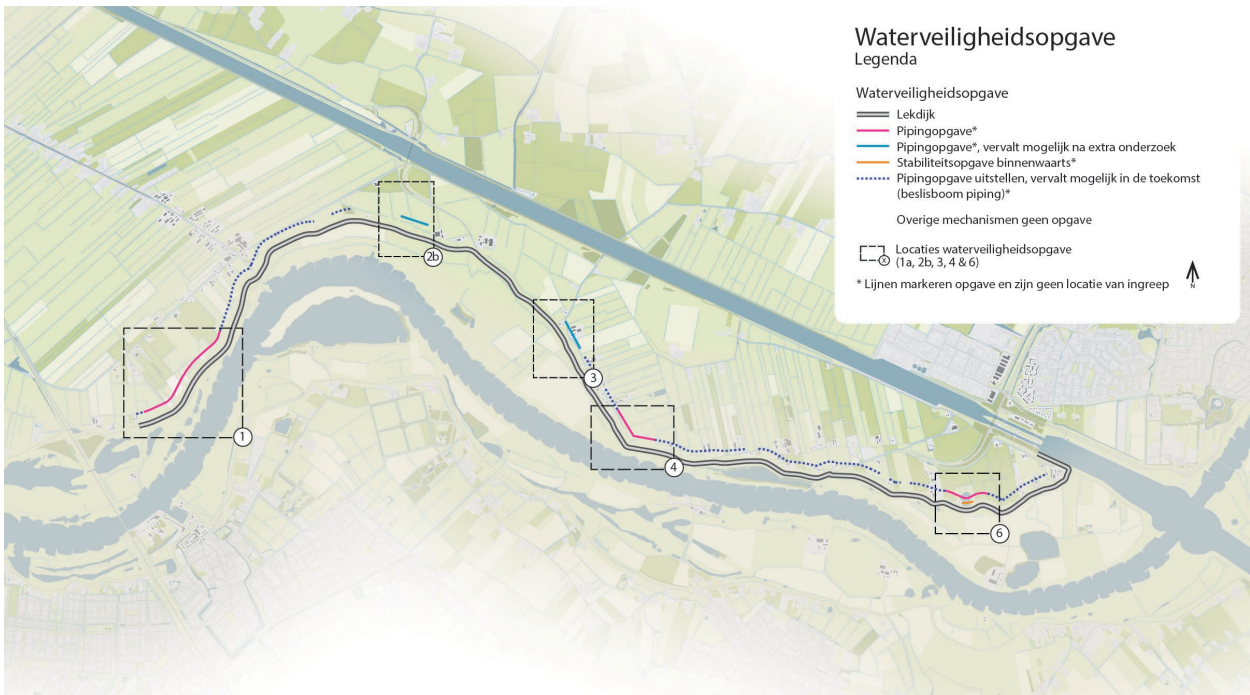 Waterveiligheidsopgave
Legenda
Waterveiligheidsopgave
Lekdijk
Pipingopgave*
Pipingopgave*, vervalt mogelijk na extra onderzoek
Stabiliteitsopgave binnenwaarts*
Pipingopgave uitstellen, vervalt mogelijk in de toekomst
(beslisboom piping)*
Overige mechanismen geen opgave
x
Locaties waterveiligheidsopgave
(1a, 2b, 3, 4 & 6)
* Lijnen markeren opgave en zijn geen locatie van ingreep
N
2b
3
1
4
6